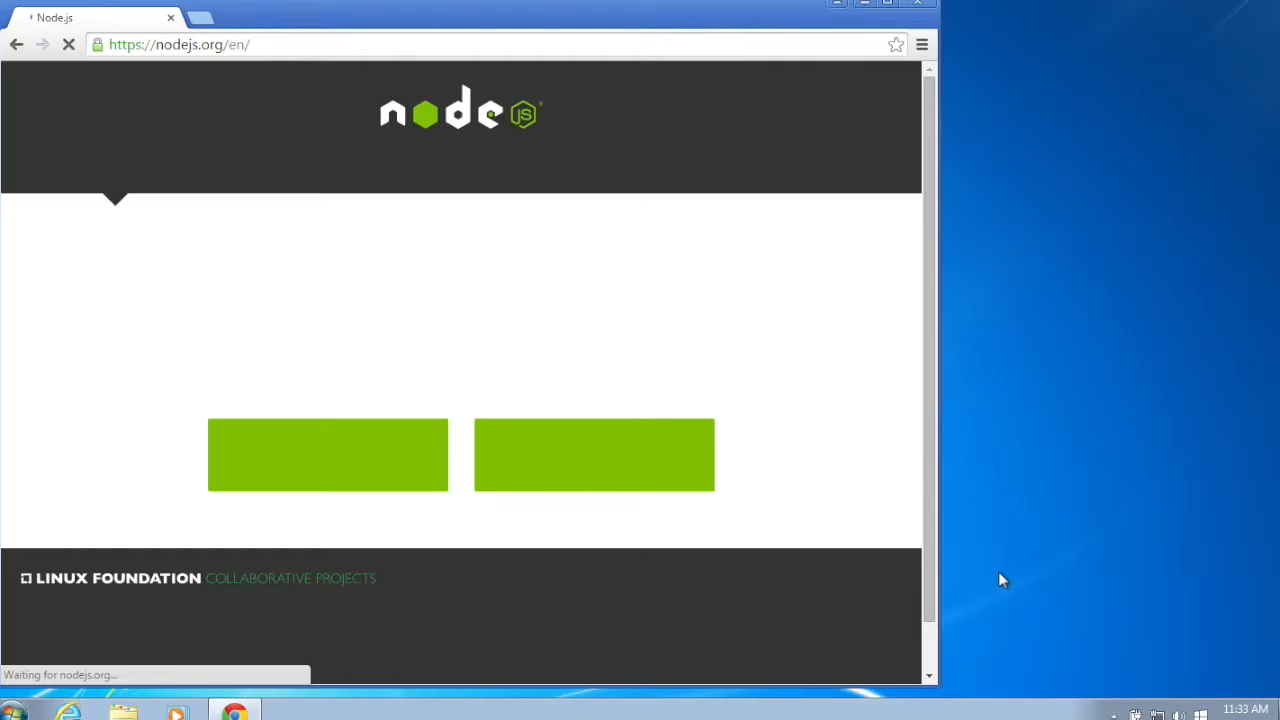 Node.js
https://nodejs.org/en/
node
JS
LINUX FOUNDATION COLLABORATIVE PROJECTS
Waiting for nodejs.org...
11:33 AM